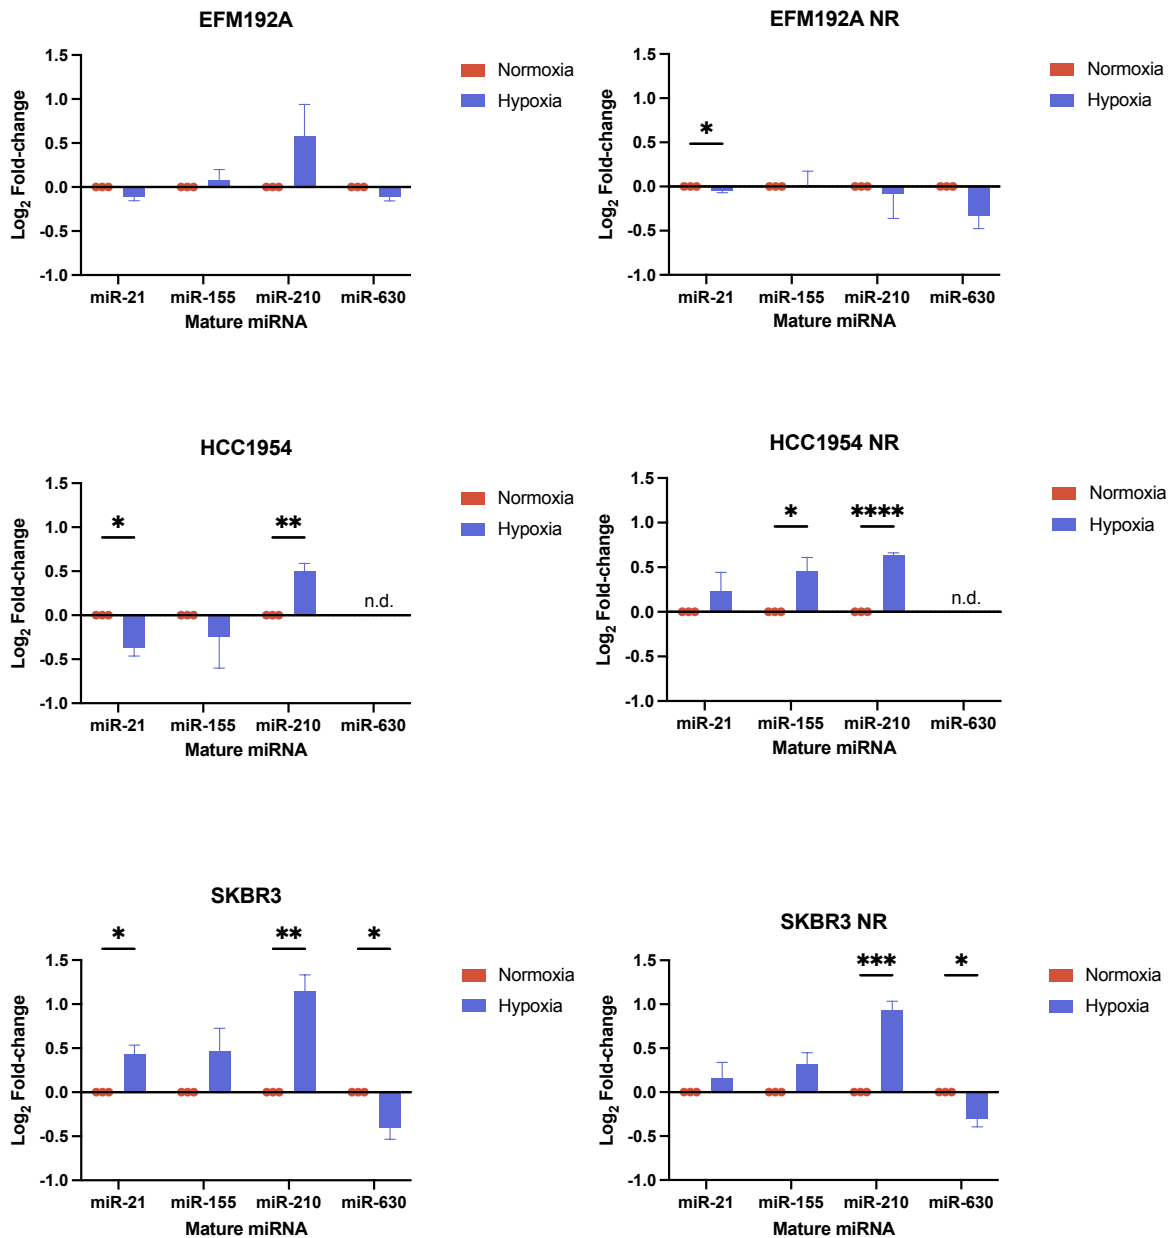 EFM192A
1.5
1.0
0.5
0.0
-0.5
-1.0
Log2 Fold-change
miR-21 miR-155 miR-210 miR-630
Mature miRNA
Normoxia
Hypoxia
EFM192A NR
1.5
1.0
0.5
0.0
-0.5
-1.0
Log2 Fold-change
*
miR-21 miR-155 miR-210 miR-630
Mature miRNA
Normoxia
Hypoxia
HCC1954
1.5
1.0
0.5
0.0
-0.5
-1.0
Log2 Fold-change
* **
n.d.
miR-21 miR-155 miR-210 miR-630
Mature miRNA
Normoxia
Hypoxia
HCC1954 NR
1.5
1.0
0.5
0.0
-0.5
-1.0
Log2 Fold-change
* ****
n.d.
miR-21 miR-155 miR-210 miR-630
Mature miRNA
Normoxia
Hypoxia
SKBR3
* ** *
1.5
1.0
0.5
0.0
-0.5
-1.0
Log2 Fold-change
miR-21 miR-155 miR-210 miR-630
Mature miRNA
Normoxia
Hypoxia
SKBR3 NR
*** *
1.5
1.0
0.5
0.0
-0.5
-1.0
Log2 Fold-change
miR-21 miR-155 miR-210 miR-630
Mature miRNA
Normoxia
Hypoxia